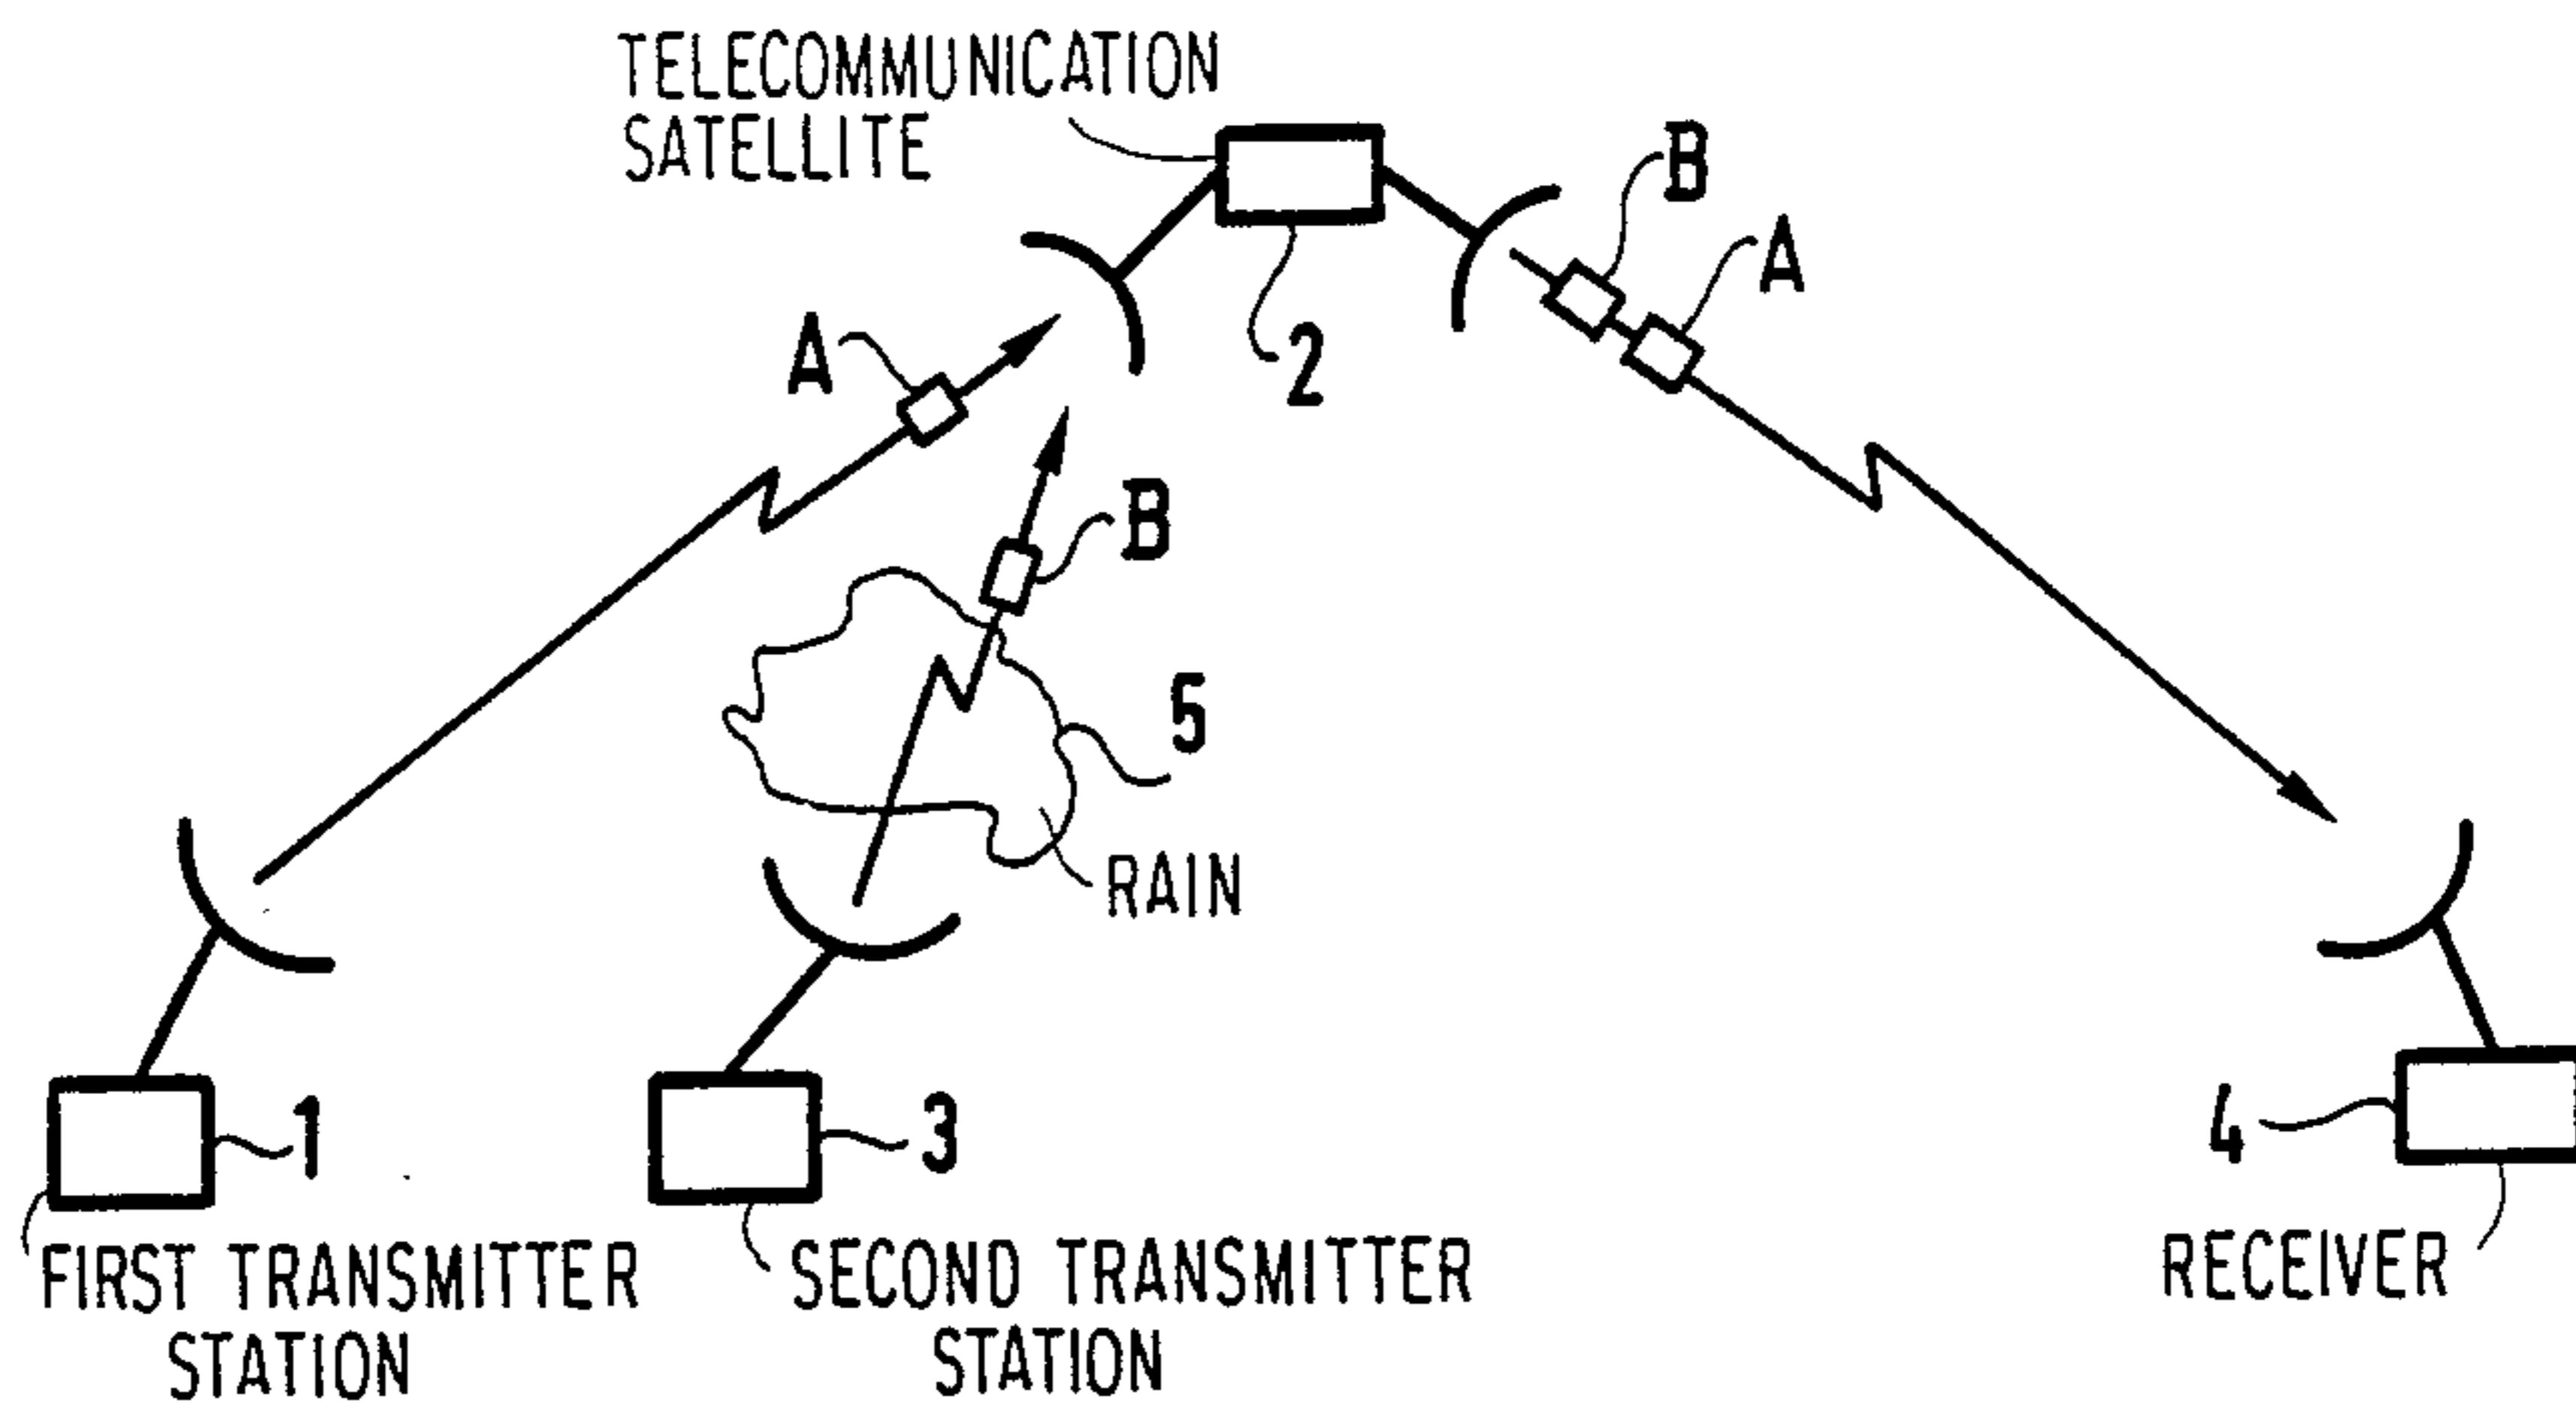 TELECOMMUNICATION
SATELLITE
B
A
2
A
B
5
RAIN
1
3
4
FIRST TRANSMITTER
STATION
SECOND TRANSMITTER
STATION
RECEIVER